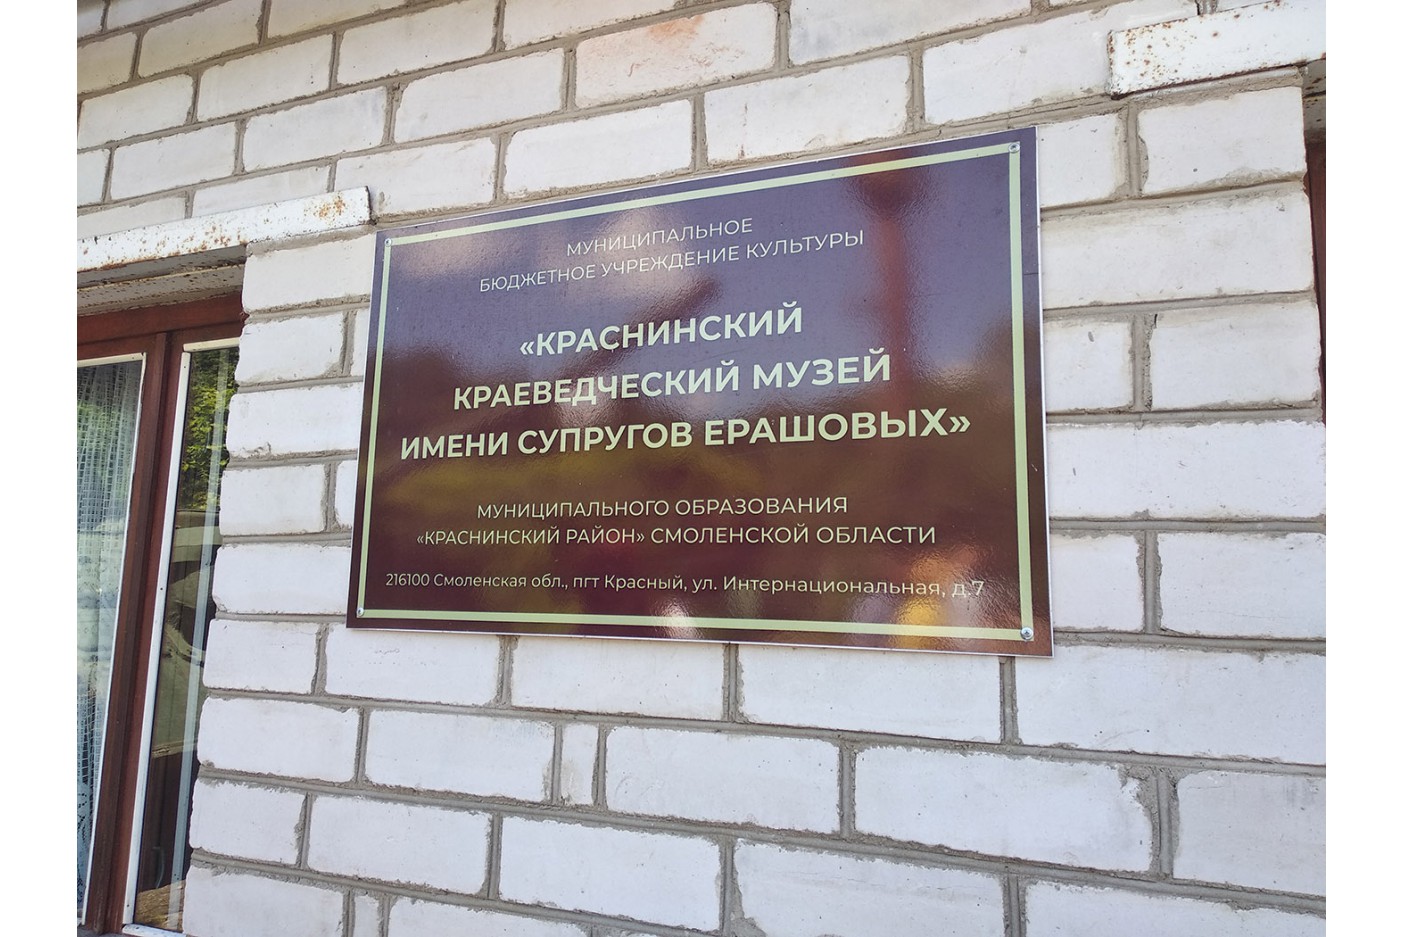 МУНИЦИПАЛЬНОЕ
БЮДЖЕТНОЕ УЧРЕЖДЕНИЕ КУЛЬТУРЫ
«КРАСНИНСКИЙ
КРАЕВЕДЧЕСКИЙ МУЗЕЙ
ИМЕНИ СУПРУГОВ ЕРАШОВЫХ»
МУНИЦИПАЛЬНОГО ОБРАЗОВАНИЯ
«КРАСНИНСКИЙ РАЙОН» СМОЛЕНСКОЙ ОБЛАСТИ
216100 Смоленская обл., пгт Красный, ул. Интернациональная, д.7